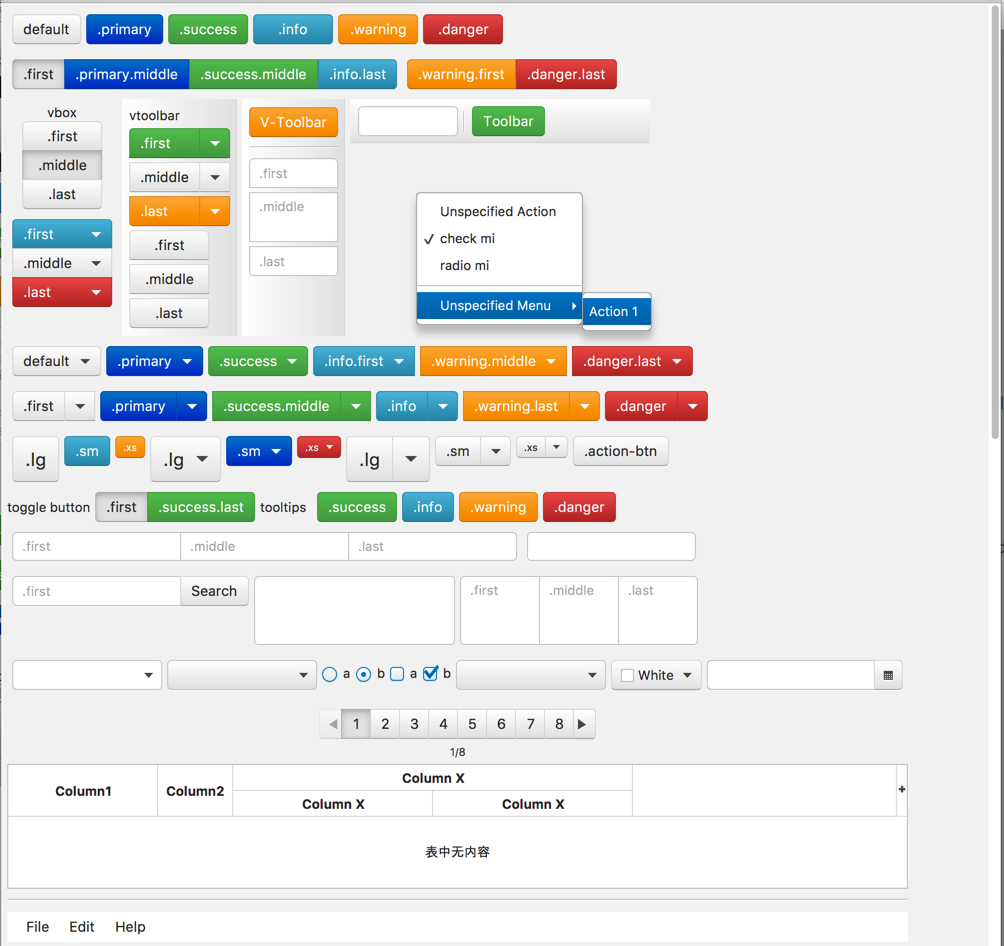 default .primary .success .info .warning .danger
.first .primary.middle .success.middle .info.last .warning.first .danger.last
vbox
.first
.middle
.last
.first
.middle
.last
vtoolbar
.first
.middle
.last
.first
.middle
.last
V-Toolbar
.first
.middle
.last
Toolbar
Unspecified Action
check mi
radio mi
Unspecified Menu
Action 1
default .primary .success .info.first .warning.middle .danger.last
.first .primary .success.middle .info .warning.last .danger
.lg .sm .xs .lg .sm .xs .lg .sm .xs .action-btn
toggle button .first .success.last tooltips .success .info .warning .danger
.first .middle .last
.first Search .first .middle .last
a b a b White
1 2 3 4 5 6 7 8
1/8
Column1 Column2 Column X +
Column X Column X
表中无内容
File Edit Help